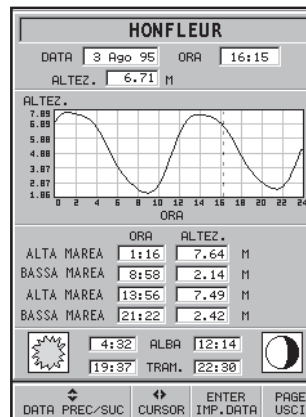 HONFLEUR
DATA 3 Ago 95 ORA 16:15
ALTEZ. 6.71 M
ALTEZ.
7.89
5.88
4.88
3.87
2.87
1.86
0 2 4 6 8 10 12 14 16 18 20 22 24
ORA
ORA ALTEZ.
ALTA MAREA 1:16 7.64 M
BASSA MAREA 8:58 2.14 M
ALTA MAREA 13:56 7.49 M
BASSA MAREA 21:22 2.42 M
4:32 ALBA 12:14
19:37 TRAM. 22:30
DATA PREC/SUC CURSOR ENTER IMP.DATA PAGE USCI